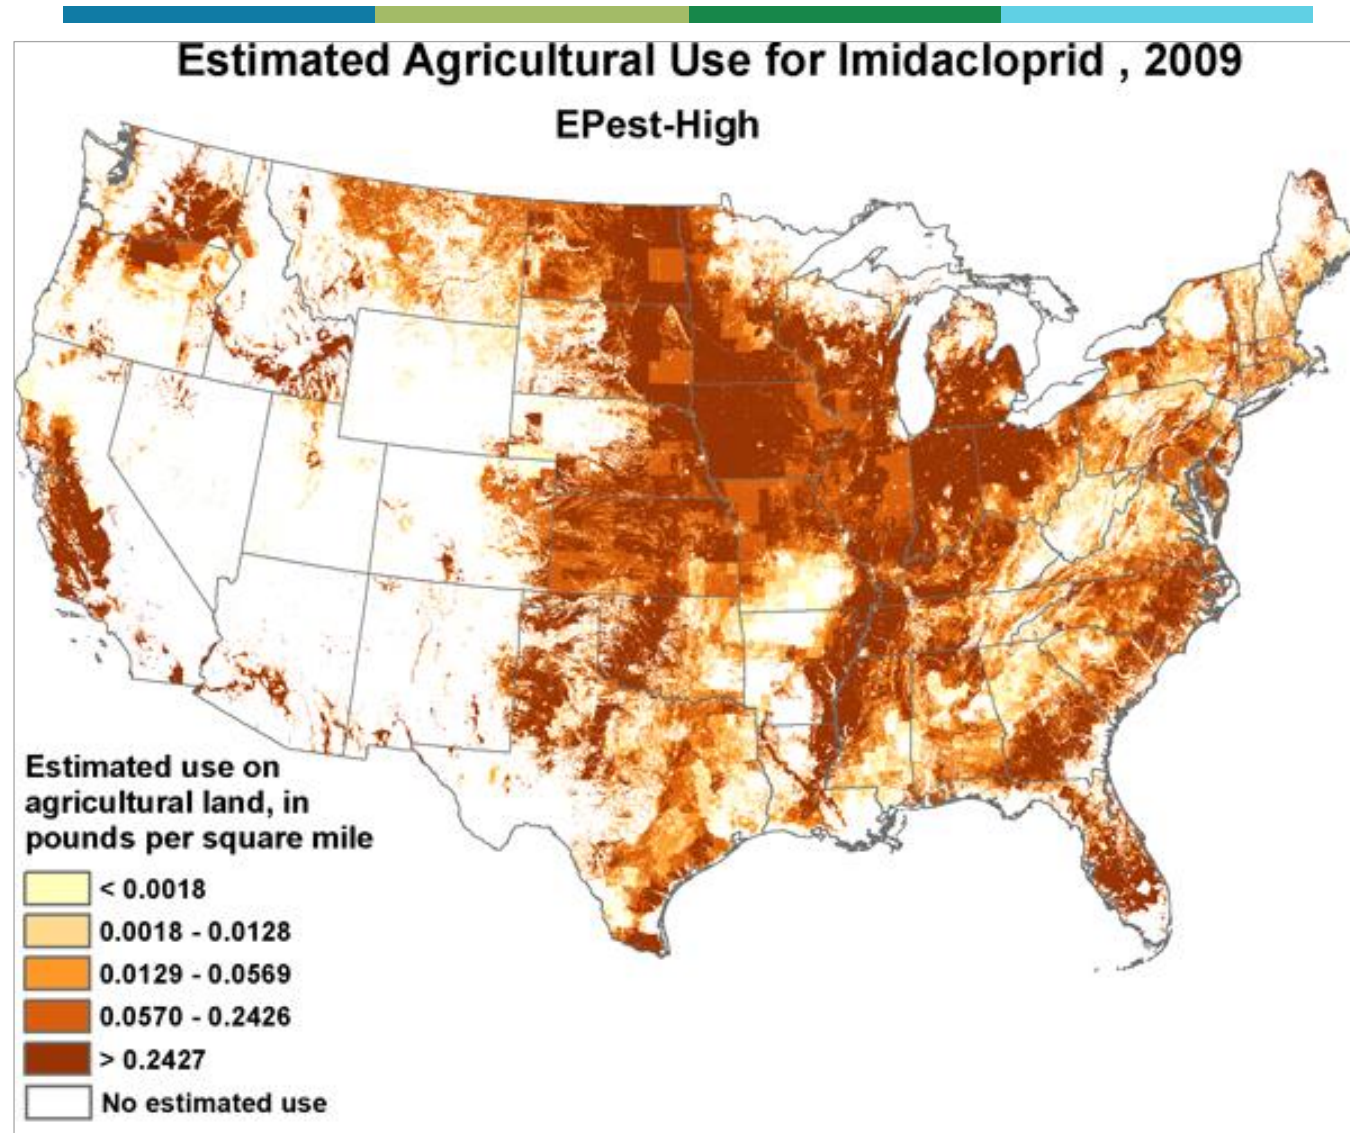 Estimated Agricultural Use for Imidacloprid , 2009
EPest-High
Estimated use on
agricultural land, in
pounds per square mile
< 0.0018
0.0018 - 0.0128
0.0129 - 0.0569
0.0570 - 0.2426
> 0.2427
No estimated use